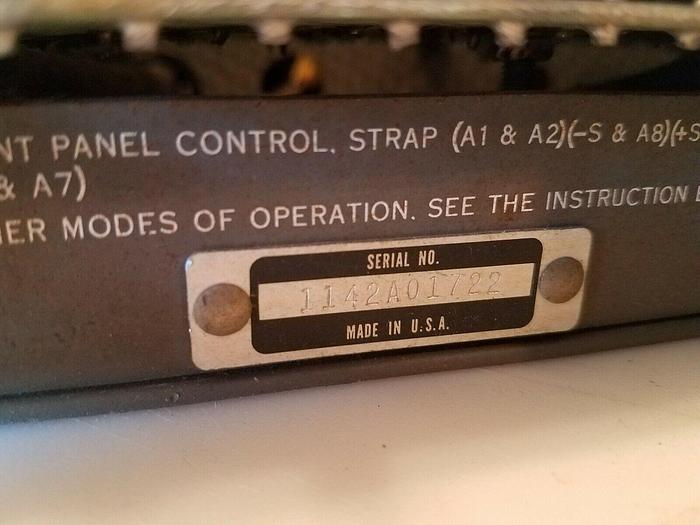 NT PANEL CONTROL, STRAP (A1 & A2)(-S & A8)(+S
& A7)
ER MODES OF OPERATION. SEE THE INSTRUCTION
SERIAL NO.
1142A01722
MADE IN U.S.A.